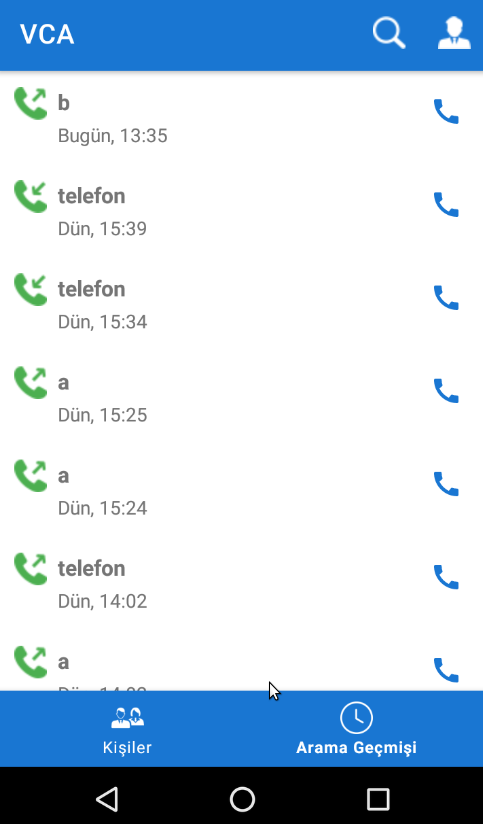 VCA
b
Bugün, 13:35
telefon
Dün, 15:39
telefon
Dün, 15:34
a
Dün, 15:25
a
Dün, 15:24
telefon
Dün, 14:02
a
Kişiler
Arama Geçmişi